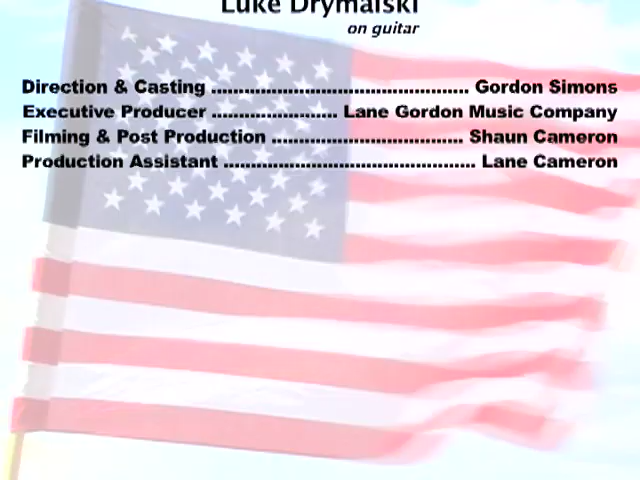 Luke Drymalski
on guitar
Direction & Casting ............................................... Gordon Simons
Executive Producer ....................... Lane Gordon Music Company
Filming & Post Production ................................... Shaun Cameron
Production Assistant .............................................. Lane Cameron